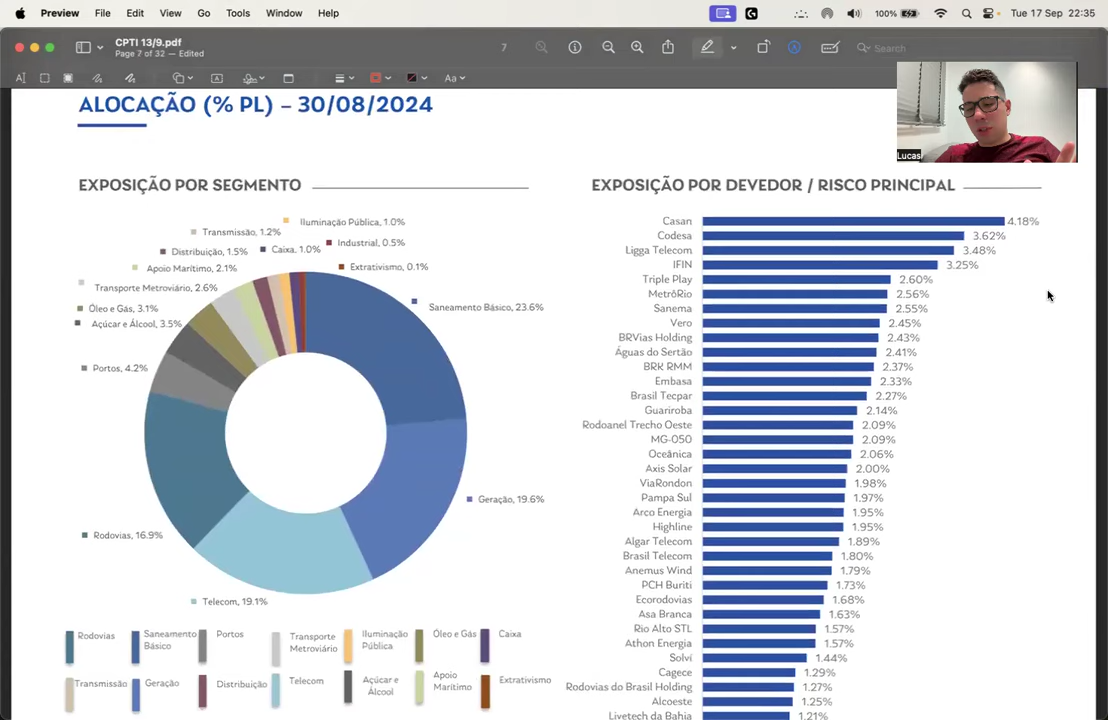 Preview File Edit View Go Tools Window Help 100% Tue 17 Sep 22:35
CPTI 13/9.pdf
Page 7 of 32 — Edited
7
Search
Aa
Lucas
ALOCAÇÃO (% PL) – 30/08/2024
EXPOSIÇÃO POR SEGMENTO
Iluminação Pública, 1.0%
Transmissão, 1.2%
Industrial, 0.5%
Distribuição, 1.5%
Caixa, 1.0%
Apoio Marítimo, 2.1%
Extrativismo, 0.1%
Transporte Metroviário, 2.6%
Óleo e Gás, 3.1%
Saneamento Básico, 23.6%
Açúcar e Álcool, 3.5%
Portos, 4.2%
Geração, 19.6%
Rodovias, 16.9%
Telecom, 19.1%
Rodovias
Saneamento
Básico
Portos
Transporte
Metroviário
Iluminação
Pública
Óleo e Gás
Caixa
Transmissão
Geração
Distribuição
Telecom
Açúcar e
Álcool
Apoio
Marítimo
Extrativismo
EXPOSIÇÃO POR DEVEDOR / RISCO PRINCIPAL
Casan 4.18%
Codesa 3.62%
Ligga Telecom 3.48%
IFIN 3.25%
Triple Play 2.60%
MetrôRio 2.56%
Sanema 2.55%
Vero 2.45%
BRVias Holding 2.43%
Águas do Sertão 2.41%
BRK RMM 2.37%
Embasa 2.33%
Brasil Tecpar 2.27%
Guariroba 2.14%
Rodoanel Trecho Oeste 2.09%
MG-050 2.09%
Oceânica 2.06%
Axis Solar 2.00%
ViaRondon 1.98%
Pampa Sul 1.97%
Arco Energia 1.95%
Highline 1.95%
Algar Telecom 1.89%
Brasil Telecom 1.80%
Anemus Wind 1.79%
PCH Buriti 1.73%
Ecorodovias 1.68%
Asa Branca 1.63%
Rio Alto STL 1.57%
Athon Energia 1.57%
Solví 1.44%
Cagece 1.29%
Rodovias do Brasil Holding 1.27%
Alcoeste 1.25%
Livetech da Bahia 1.21%